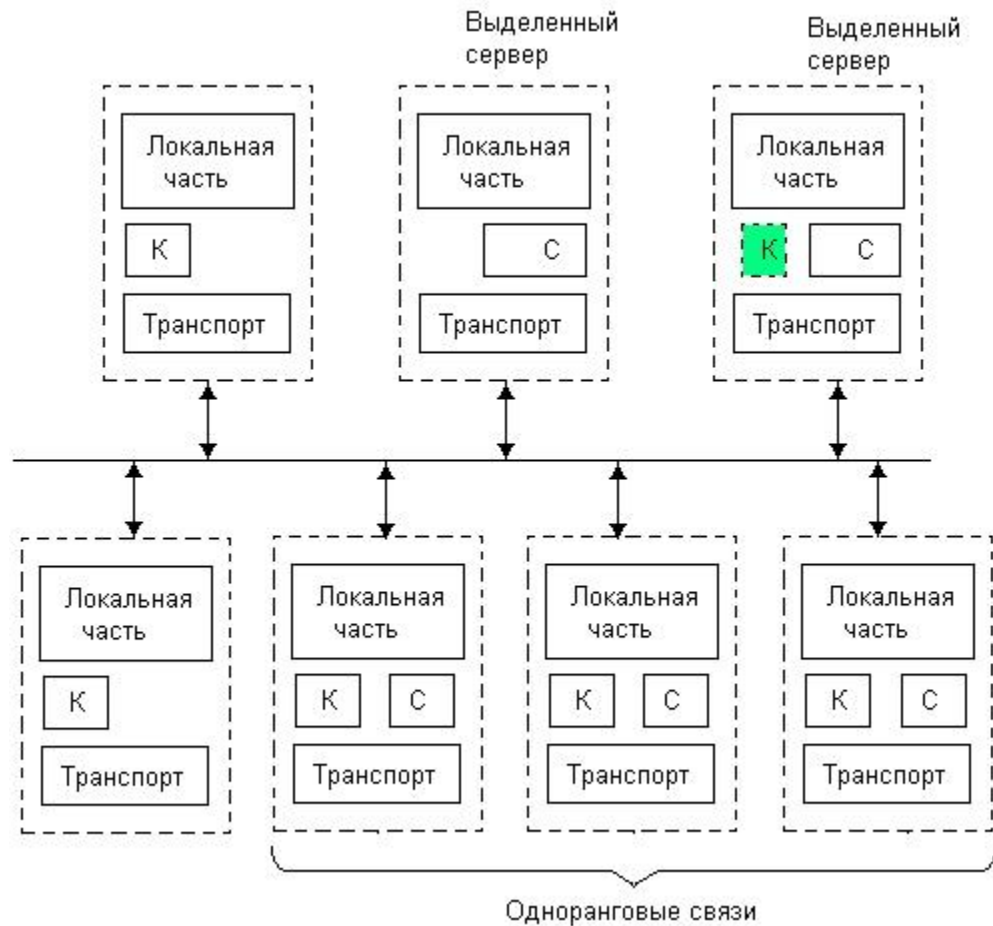 Выделенный
сервер
Выделенный
сервер
Локальная
часть
К
Транспорт
Локальная
часть
С
Транспорт
Локальная
часть
К С
Транспорт
Локальная
часть
К
Транспорт
Локальная
часть
К С
Транспорт
Локальная
часть
К С
Транспорт
Локальная
часть
К С
Транспорт
Одноранговые связи